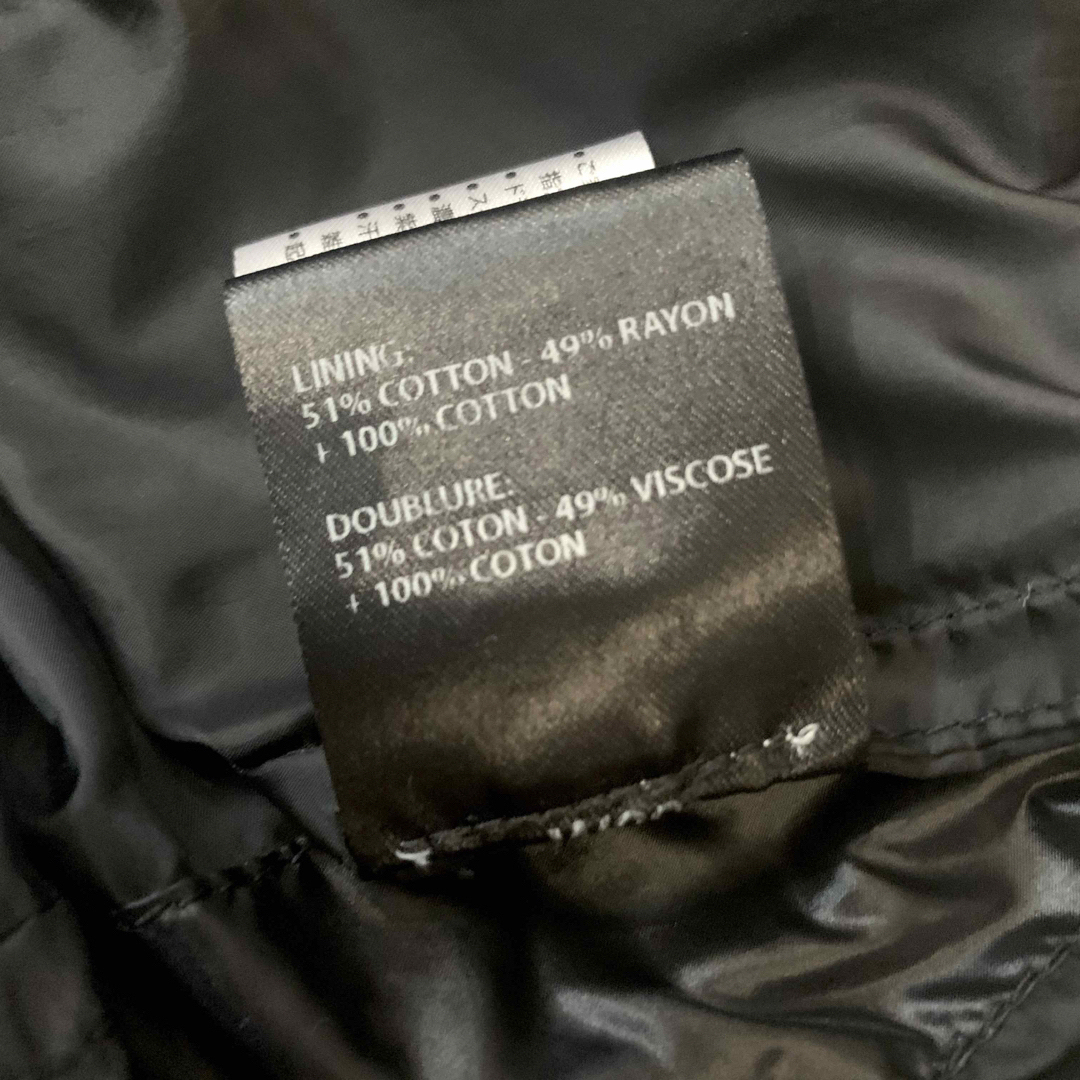 LINING:
51% COTTON - 49% RAYON
+ 100% COTTON
DOUBLURE:
51% COTON - 49% VISCOSE
+ 100% COTON